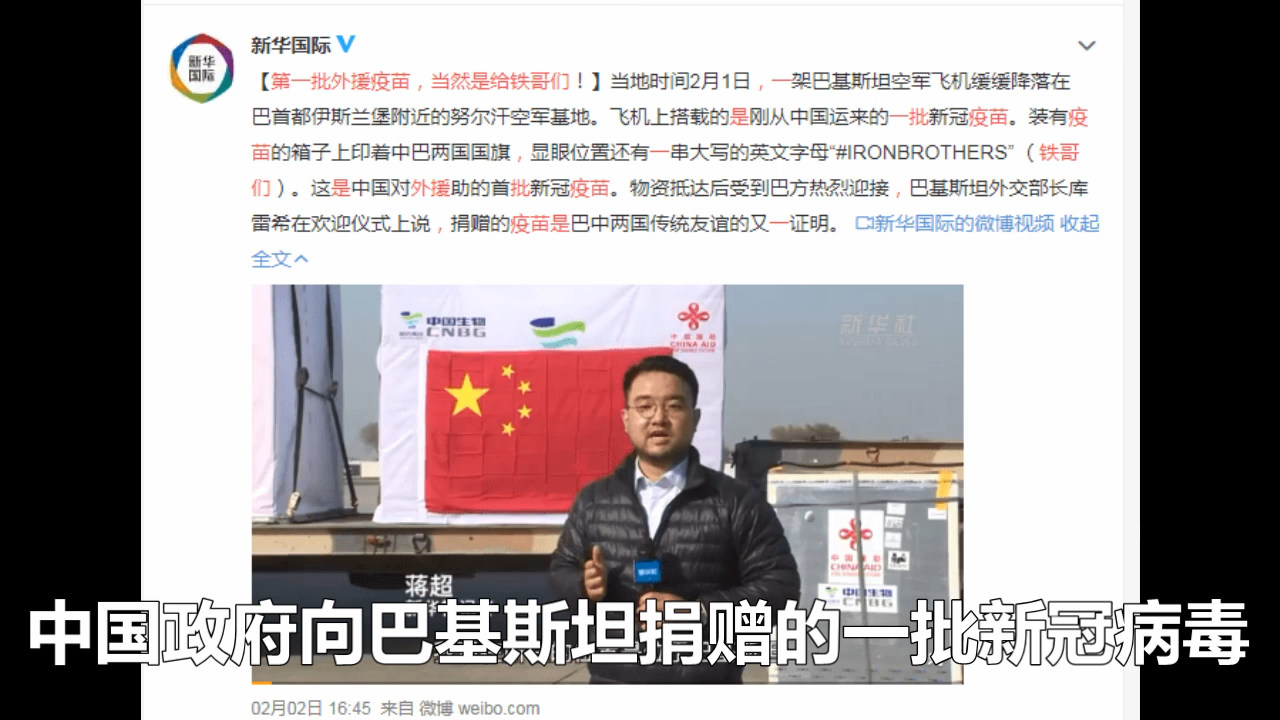 新华国际
新华
国际
【第一批外援疫苗，当然是给铁哥们！】当地时间2月1日，一架巴基斯坦空军飞机缓缓降落在
巴首都伊斯兰堡附近的努尔汗空军基地。飞机上搭载的是刚从中国运来的一批新冠疫苗。装有疫
苗的箱子上印着中巴两国国旗，显眼位置还有一串大写的英文字母“#IRONBROTHERS”（铁哥
们）。这是中国对外援助的首批新冠疫苗。物资抵达后受到巴方热烈迎接，巴基斯坦外交部长库
雷希在欢迎仪式上说，捐赠的疫苗是巴中两国传统友谊的又一证明。 新华国际的微博视频 收起
全文
中国生物
CNBG
CHINA AID
新华社
CHINA AID
CNBG
蒋超
中国政府向巴基斯坦捐赠的一批新冠病毒
02月02日 16:45 来自 微博 weibo.com